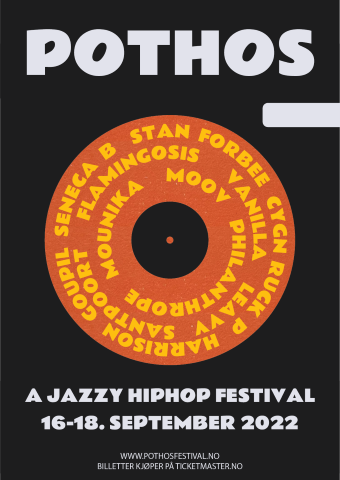 POTHOS
SENECA B STAN FORBEE CYGN RUCK P HARRISON COUPIL
FLAMINGOSIS VANILLA LEAVV SANTPOORT
MOUNIKA MOOV PHILANTHROPE
A JAZZY HIPHOP FESTIVAL
16-18. SEPTEMBER 2022
WWW.POTHOSFESTIVAL.NO
BILLETTER KJØPER PÅ TICKETMASTER.NO